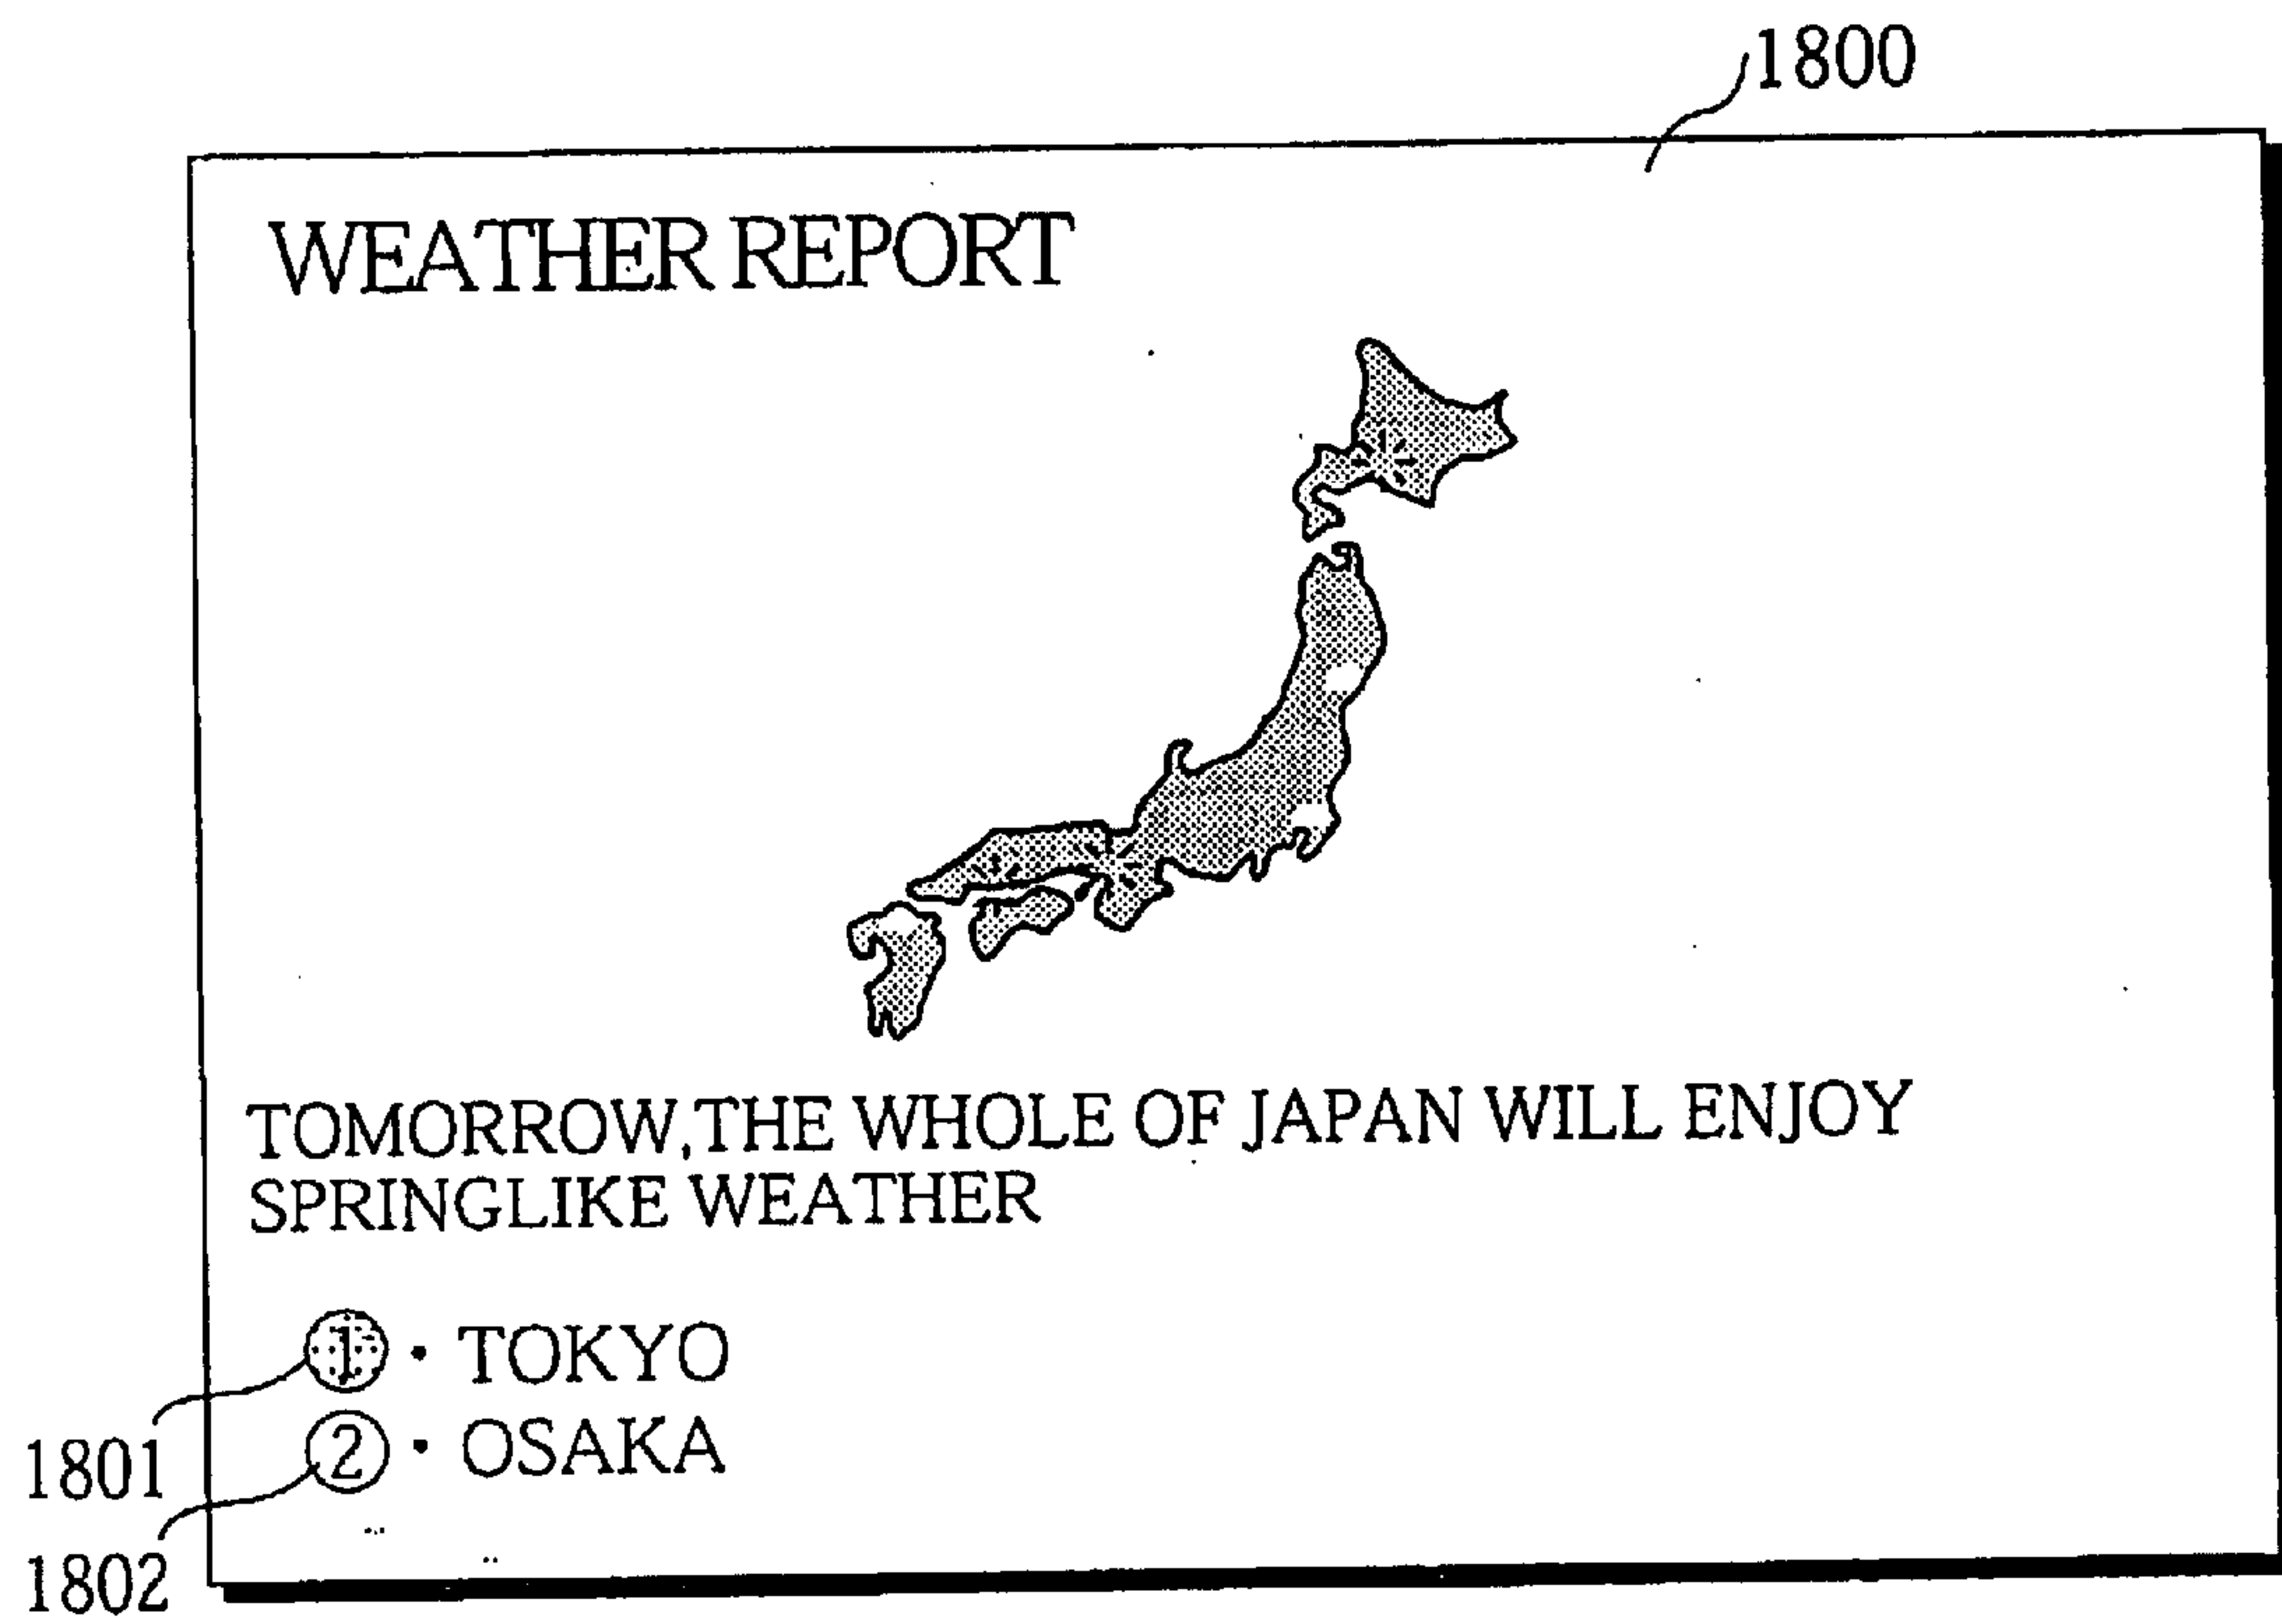 1800
WEATHER REPORT
TOMORROW,THE WHOLE OF JAPAN WILL ENJOY
SPRINGLIKE WEATHER
① · TOKYO
② · OSAKA
1801
1802